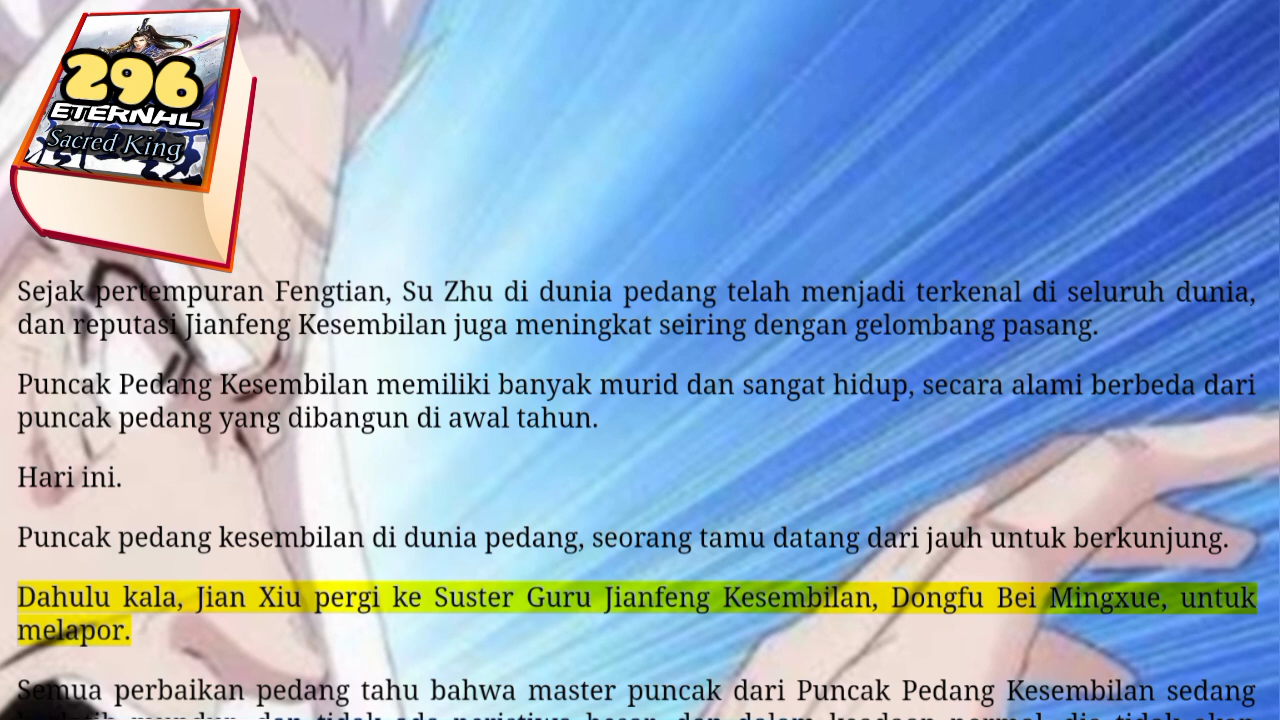 296
ETERNAL
Sacred King
Sejak pertempuran Fengtian, Su Zhu di dunia pedang telah menjadi terkenal di seluruh dunia,
dan reputasi Jianfeng Kesembilan juga meningkat seiring dengan gelombang pasang.
Puncak Pedang Kesembilan memiliki banyak murid dan sangat hidup, secara alami berbeda dari
puncak pedang yang dibangun di awal tahun.
Hari ini.
Puncak pedang kesembilan di dunia pedang, seorang tamu datang dari jauh untuk berkunjung.
Dahulu kala, Jian Xiu pergi ke Suster Guru Jianfeng Kesembilan, Dongfu Bei Mingxue, untuk
melapor.
Semua perbaikan pedang tahu bahwa master puncak dari Puncak Pedang Kesembilan sedang